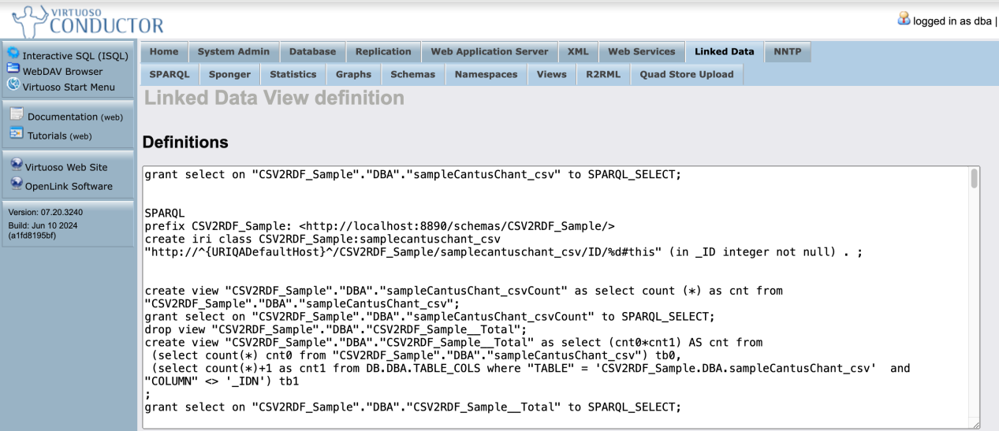 VIRTUOSO
CONDUCTOR
logged in as dba |
Interactive SQL (ISQL)
WebDAV Browser
Virtuoso Start Menu
Documentation (web)
Tutorials (web)
Virtuoso Web Site
OpenLink Software
Version: 07.20.3240
Build: Jun 10 2024
(a1fd8195bf)
Home System Admin Database Replication Web Application Server XML Web Services Linked Data NNTP
SPARQL Sponger Statistics Graphs Schemas Namespaces Views R2RML Quad Store Upload
Linked Data View definition
Definitions
grant select on "CSV2RDF_Sample"."DBA"."sampleCantusChant_csv" to SPARQL_SELECT;
SPARQL
prefix CSV2RDF_Sample: <http://localhost:8890/schemas/CSV2RDF_Sample/>
create iri class CSV2RDF_Sample:samplecantuschant_csv
"http://^{URIQADefaultHost}^/CSV2RDF_Sample/samplecantuschant_csv/ID/%d#this" (in _ID integer not null) . ;
create view "CSV2RDF_Sample"."DBA"."sampleCantusChant_csvCount" as select count (*) as cnt from
"CSV2RDF_Sample"."DBA"."sampleCantusChant_csv";
grant select on "CSV2RDF_Sample"."DBA"."sampleCantusChant_csvCount" to SPARQL_SELECT;
drop view "CSV2RDF_Sample"."DBA"."CSV2RDF_Sample__Total";
create view "CSV2RDF_Sample"."DBA"."CSV2RDF_Sample__Total" as select (cnt0*cnt1) AS cnt from
(select count(*) cnt0 from "CSV2RDF_Sample"."DBA"."sampleCantusChant_csv") tb0,
(select count(*)+1 as cnt1 from DB.DBA.TABLE_COLS where "TABLE" = 'CSV2RDF_Sample.DBA.sampleCantusChant_csv'  and
"COLUMN" <> '_IDN') tb1
;
grant select on "CSV2RDF_Sample"."DBA"."CSV2RDF_Sample__Total" to SPARQL_SELECT;